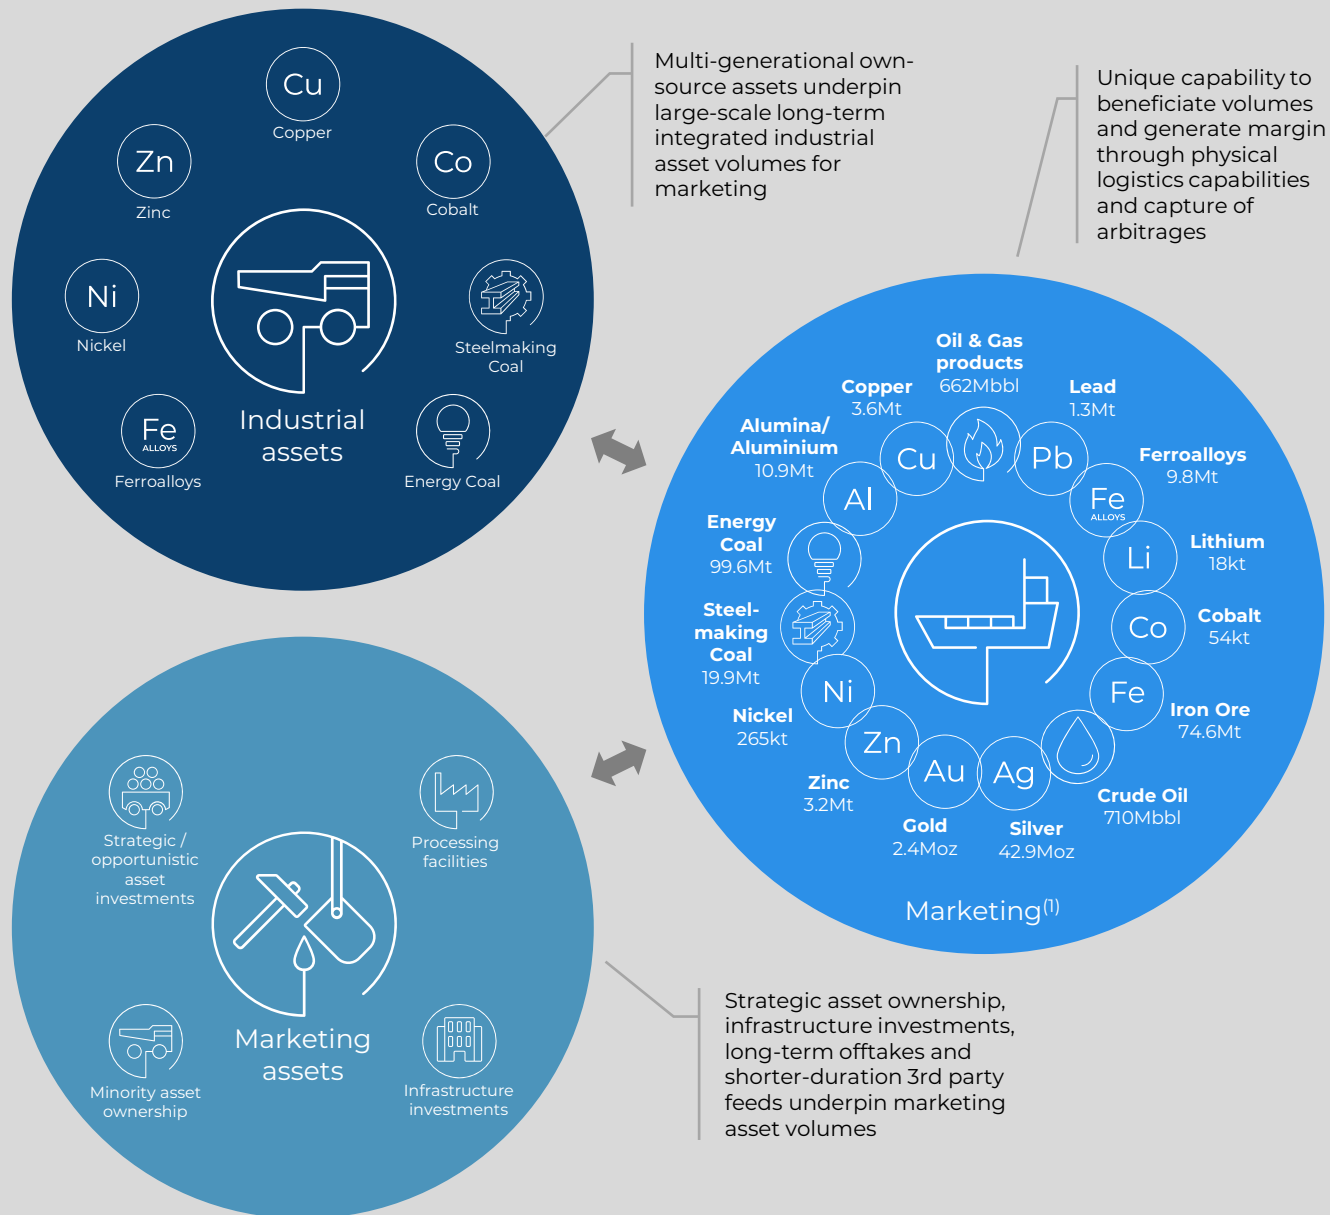 Cu
Copper
Zn
Zinc
Co
Cobalt
Ni
Nickel
Steelmaking
Coal
Fe
ALLOYS
Ferroalloys
Energy Coal
Industrial
assets
Multi-generational own-
source assets underpin
large-scale long-term
integrated industrial
asset volumes for
marketing
Unique capability to
beneficiate volumes
and generate margin
through physical
logistics capabilities
and capture of
arbitrages
Oil & Gas
products
662Mbbl
Copper
3.6Mt
Cu
Lead
1.3Mt
Pb
Alumina/
Aluminium
10.9Mt
Al
Ferroalloys
9.8Mt
Fe
ALLOYS
Energy
Coal
99.6Mt
Lithium
18kt
Li
Steel-
making
Coal
19.9Mt
Cobalt
54kt
Co
Nickel
265kt
Ni
Iron Ore
74.6Mt
Fe
Zinc
3.2Mt
Zn
Crude Oil
710Mbbl
Gold
2.4Moz
Au
Silver
42.9Moz
Ag
Marketing(1)
Strategic /
opportunistic
asset
investments
Processing
facilities
Minority asset
ownership
Infrastructure
investments
Marketing
assets
Strategic asset ownership,
infrastructure investments,
long-term offtakes and
shorter-duration 3rd party
feeds underpin marketing
asset volumes